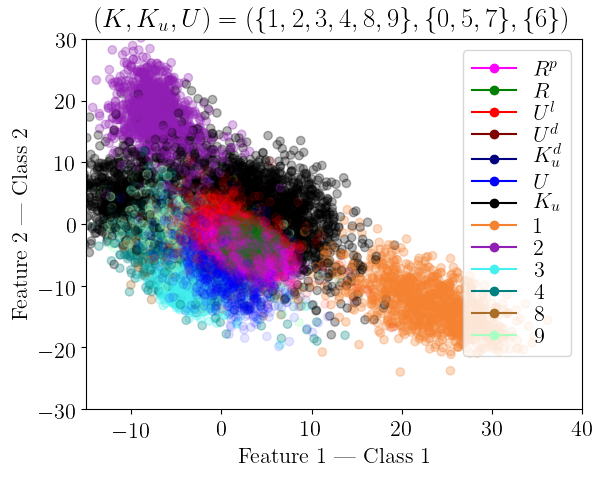 (K, K_u, U) = ({1, 2, 3, 4, 8, 9}, {0, 5, 7}, {6})
30
20
10
0
−10
−20
−30
−10
0
10
20
30
40
Feature 2 — Class 2
Feature 1 — Class 1
R^p
R
U^l
U^d
K_u^d
U
K_u
1
2
3
4
8
9